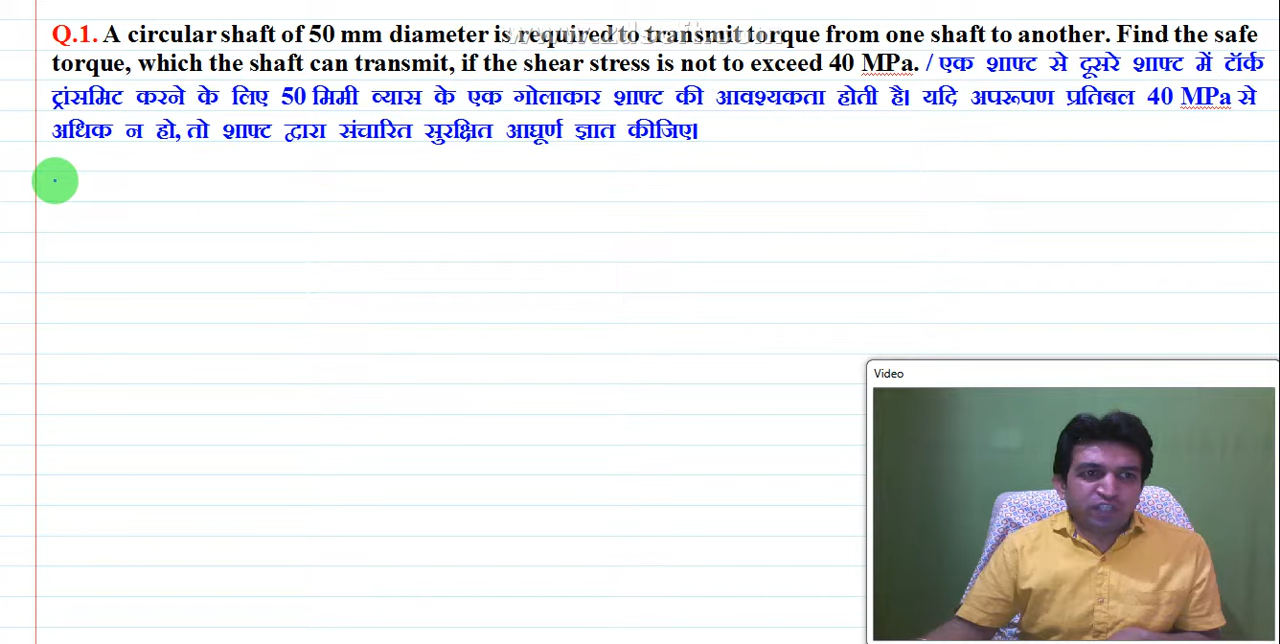 Q.1. A circular shaft of 50 mm diameter is required to transmit torque from one shaft to another. Find the safe
torque, which the shaft can transmit, if the shear stress is not to exceed 40 MPa. / एक शाफ्ट से दूसरे शाफ्ट में टॉर्क
ट्रांसमिट करने के लिए 50 मिमी व्यास के एक गोलाकार शाफ्ट की आवश्यकता होती है। यदि अपरूपण प्रतिबल 40 MPa से
अधिक न हो, तो शाफ्ट द्वारा संचारित सुरक्षित आघूर्ण ज्ञात कीजिए।
Video